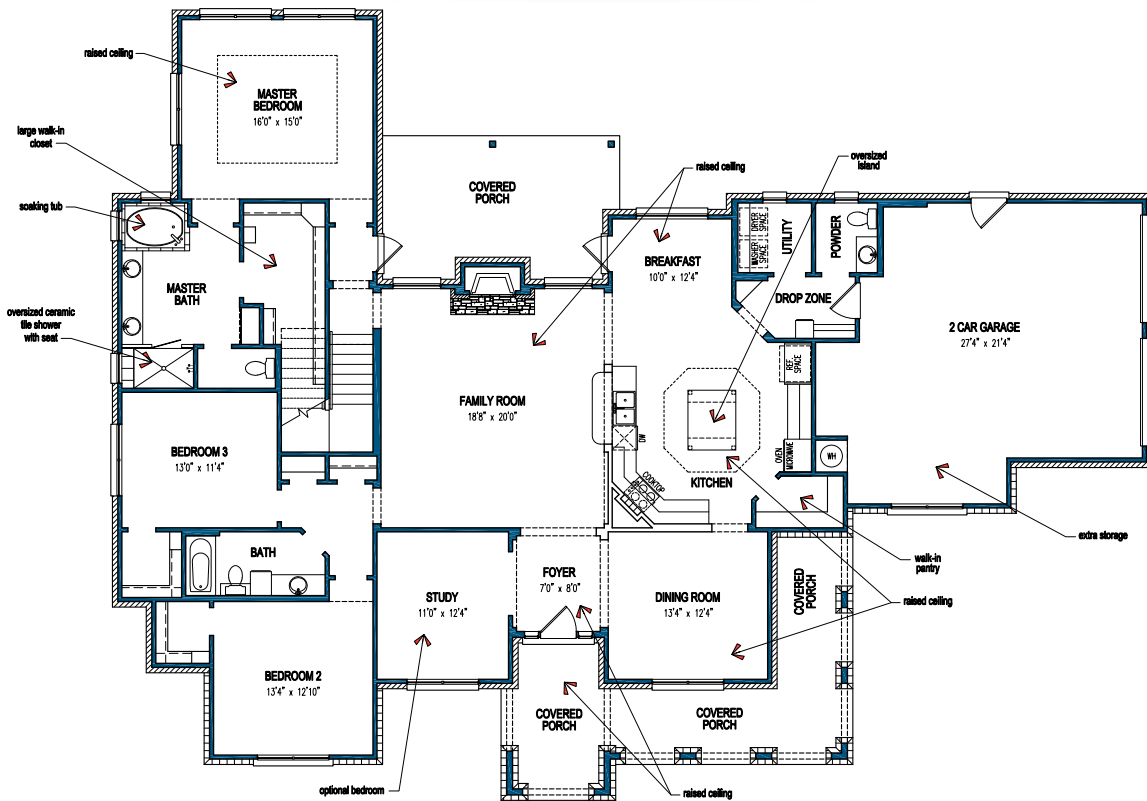 raised ceiling
MASTER
BEDROOM
16'0" x 15'0"
large walk-in
closet
soaking tub
COVERED
PORCH
raised ceiling
oversized
island
BREAKFAST
10'0" x 12'4"
WASHER SPACE
DRYER SPACE
UTILITY
POWDER
MASTER
BATH
DROP ZONE
oversized ceramic
tile shower
with seat
2 CAR GARAGE
27'4" x 21'4"
REF.
SPACE
FAMILY ROOM
18'8" x 20'0"
BEDROOM 3
13'0" x 11'4"
DW
OVEN
MICROWAVE
WH
KITCHEN
COOKTOP
extra storage
BATH
walk-in
pantry
FOYER
7'0" x 8'0"
STUDY
11'0" x 12'4"
DINING ROOM
13'4" x 12'4"
COVERED
PORCH
raised ceiling
BEDROOM 2
13'4" x 12'10"
COVERED
PORCH
COVERED
PORCH
optional bedroom
raised ceiling